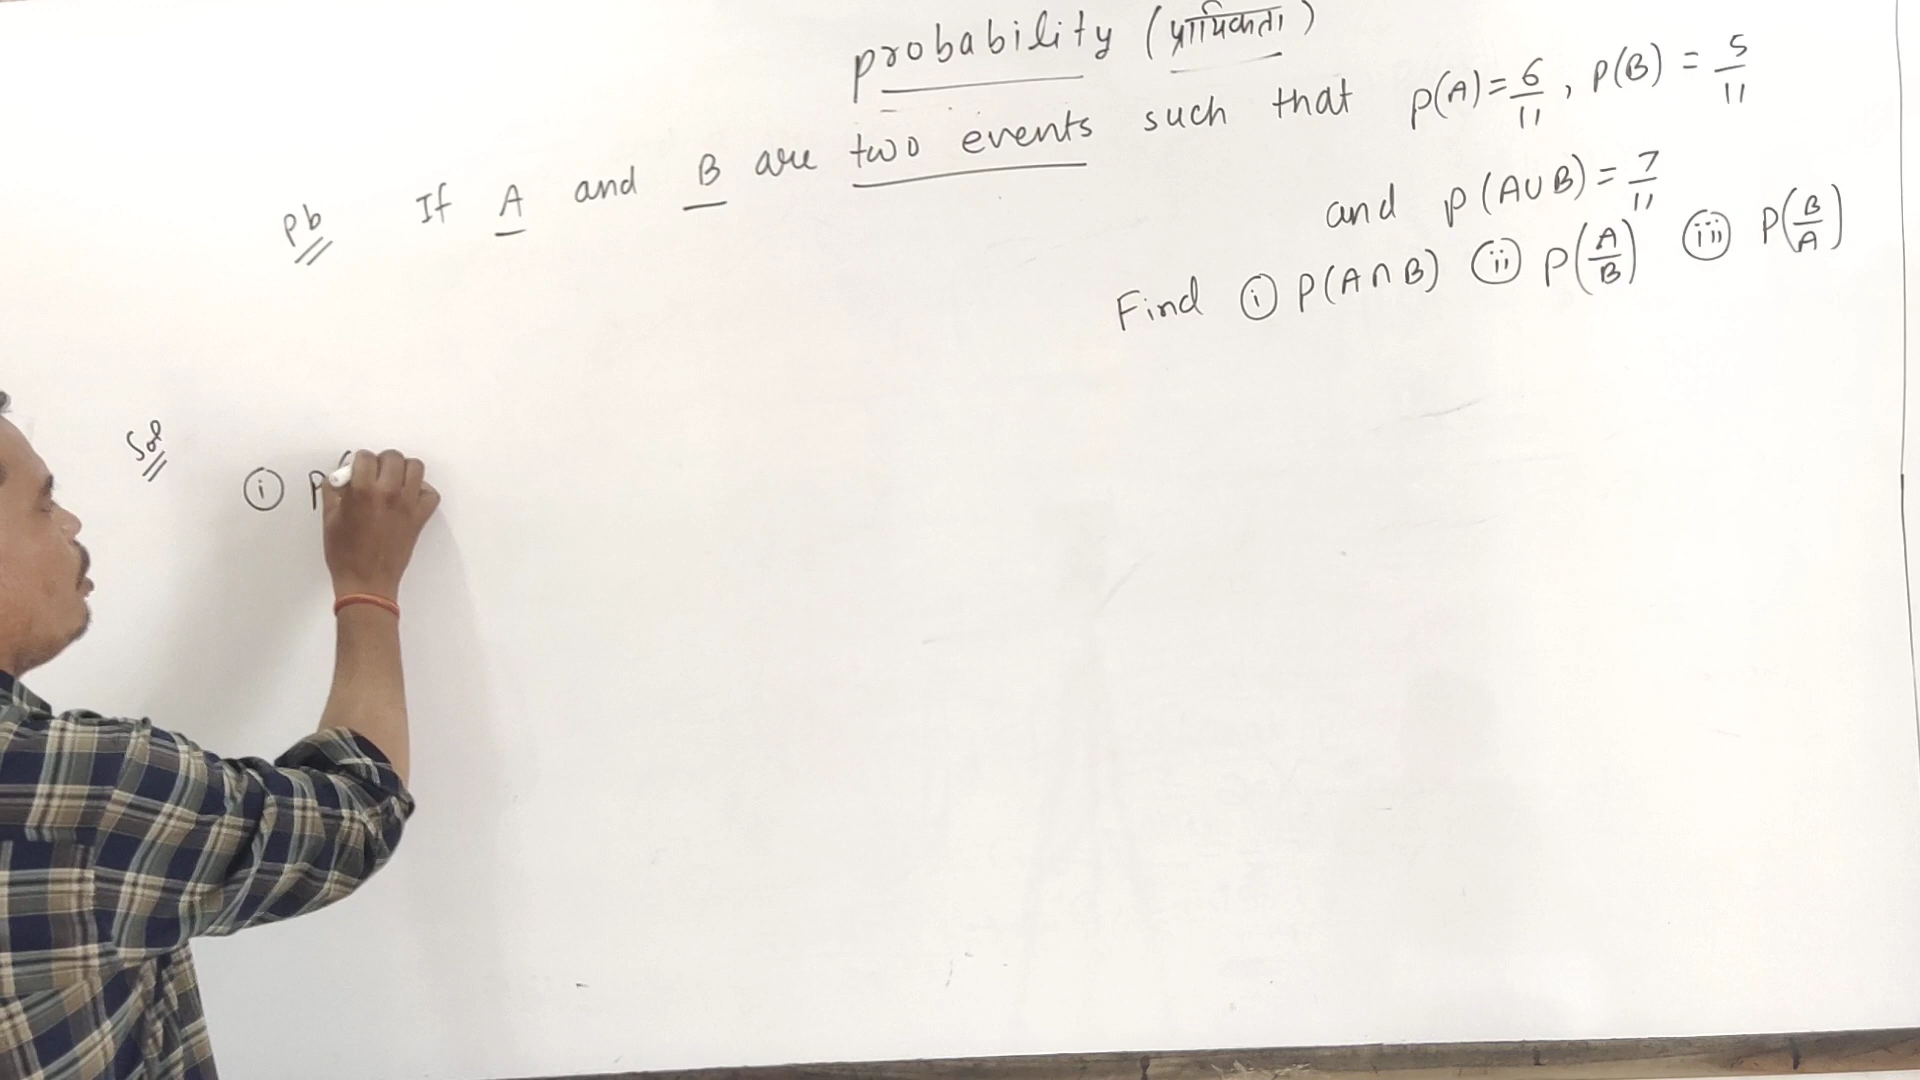 probability (प्रायिकता)
pb If A and B are two events such that P(A)=6/11, P(B) = 5/11
and P(A∪B)=7/11
Find (i) P(A∩B) (ii) P(A/B) (iii) P(B/A)
Sol
(i) P(